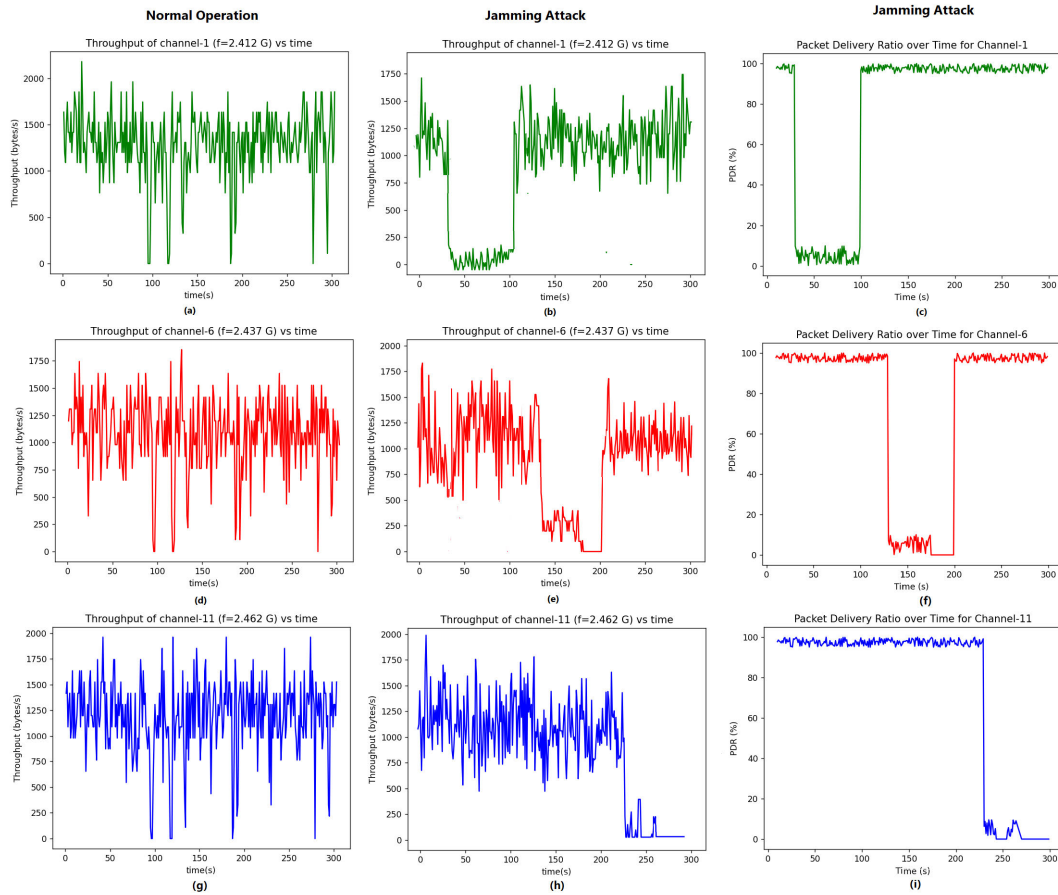 Normal Operation
Jamming Attack
Jamming Attack
Throughput of channel-1 (f=2.412 G) vs time
Throughput (bytes/s)
2000
1500
1000
500
0
0 50 100 150 200 250 300
time(s)
(a)
Throughput of channel-1 (f=2.412 G) vs time
Throughput (bytes/s)
1750
1500
1250
1000
750
500
250
0
0 50 100 150 200 250 300
time(s)
(b)
Packet Delivery Ratio over Time for Channel-1
PDR (%)
100
80
60
40
20
0
50 100 150 200 250 300
Time (s)
(c)
Throughput of channel-6 (f=2.437 G) vs time
Throughput (bytes/s)
1750
1500
1250
1000
750
500
250
0
0 50 100 150 200 250 300
time(s)
(d)
Throughput of channel-6 (f=2.437 G) vs time
Throughput (bytes/s)
2000
1750
1500
1250
1000
750
500
250
0
0 50 100 150 200 250 300
time(s)
(e)
Packet Delivery Ratio over Time for Channel-6
PDR (%)
100
80
60
40
20
0
50 100 150 200 250 300
Time (s)
(f)
Throughput of channel-11 (f=2.462 G) vs time
Throughput (bytes/s)
2000
1750
1500
1250
1000
750
500
250
0
0 50 100 150 200 250 300
time(s)
(g)
Throughput of channel-11 (f=2.462 G) vs time
Throughput (bytes/s)
2000
1750
1500
1250
1000
750
500
250
0
0 50 100 150 200 250 300
time(s)
(h)
Packet Delivery Ratio over Time for Channel-11
PDR (%)
100
80
60
40
20
0
50 100 150 200 250 300
Time (s)
(i)